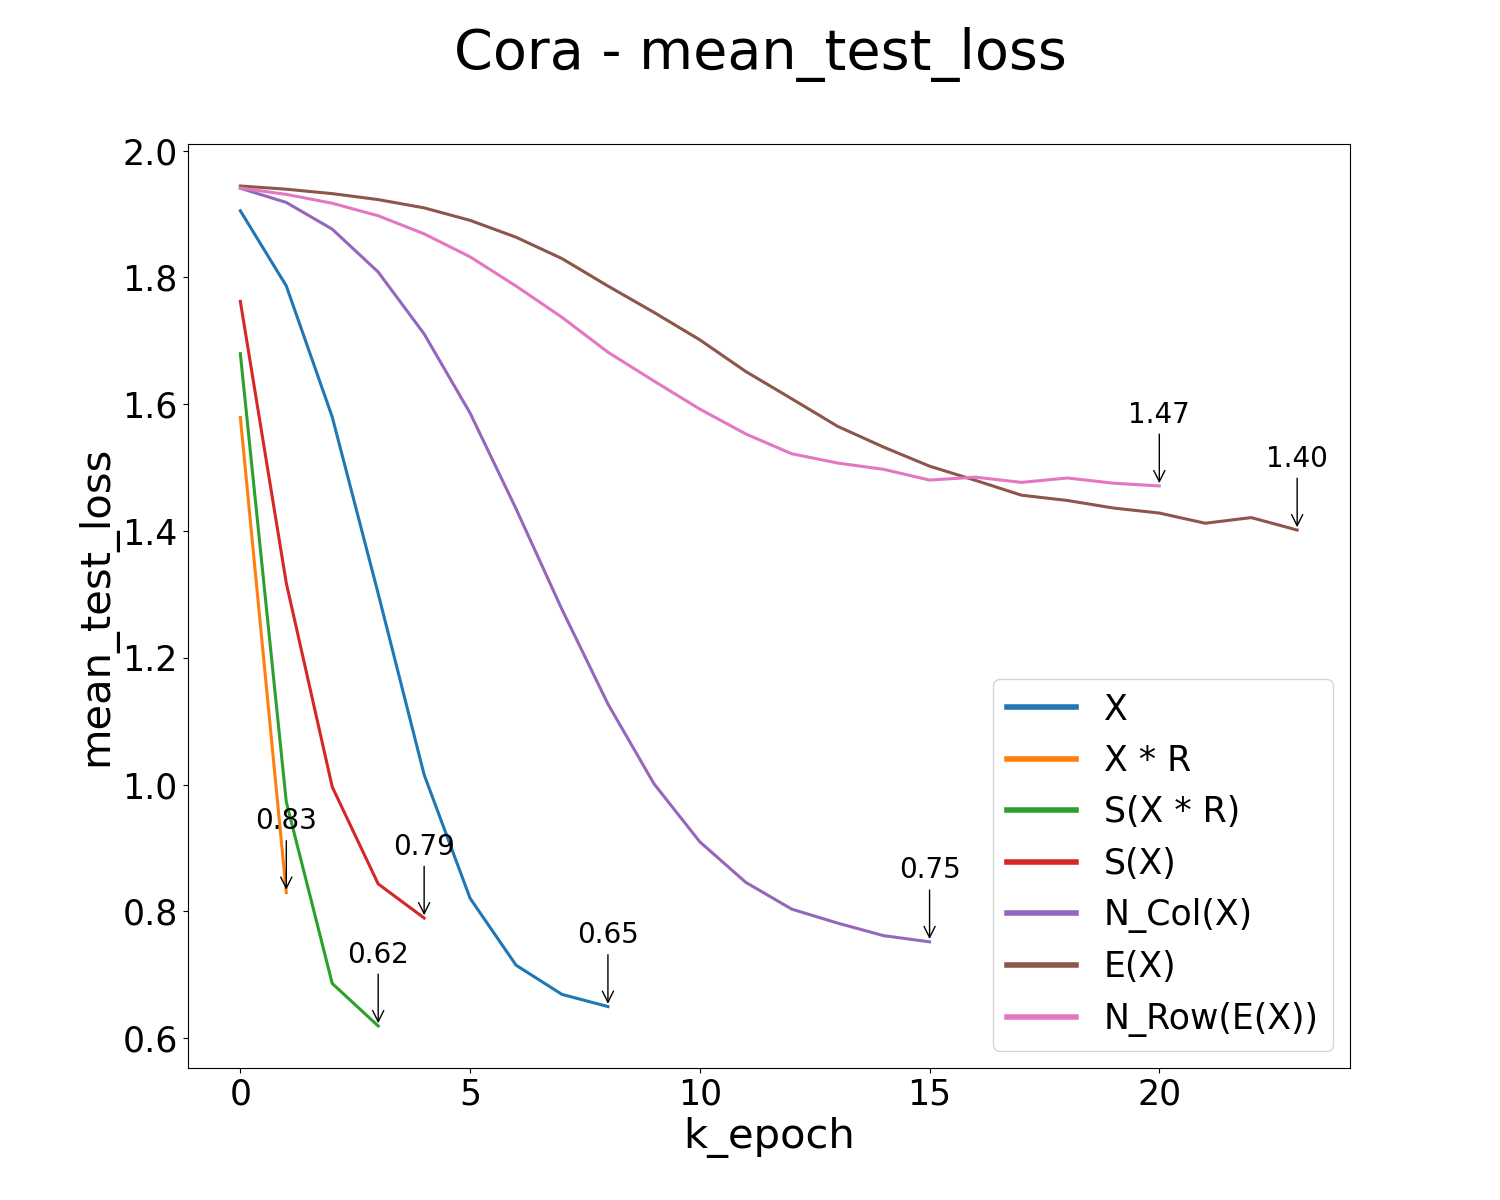 Cora - mean_test_loss
mean_test_loss
2.0
1.8
1.6
1.4
1.2
1.0
0.8
0.6
1.47
1.40
0.83
0.79
0.75
0.65
0.62
X
X * R
S(X * R)
S(X)
N_Col(X)
E(X)
N_Row(E(X))
0 5 10 15 20
k_epoch